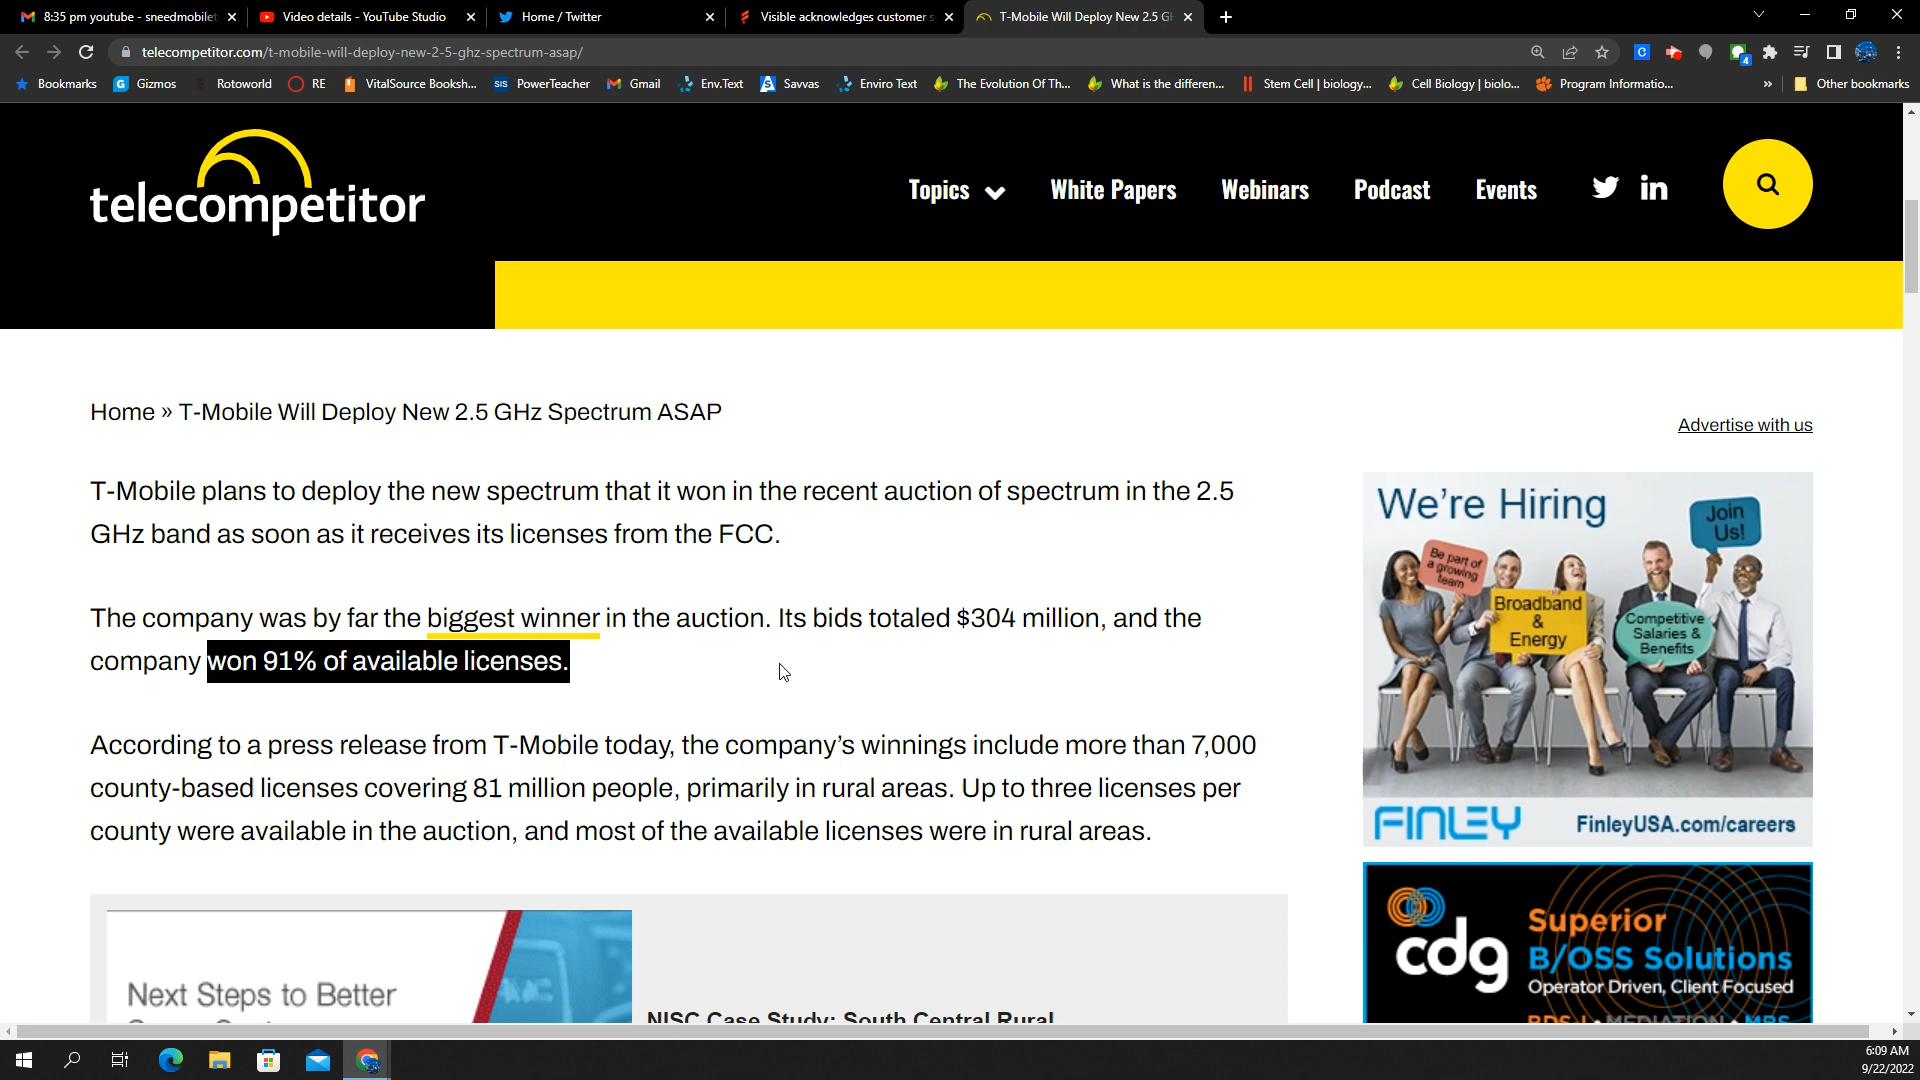 8:35 pm youtube - sneedmobilet
Video details - YouTube Studio
Home / Twitter
Visible acknowledges customer s
T-Mobile Will Deploy New 2.5 GH
telecompetitor.com/t-mobile-will-deploy-new-2-5-ghz-spectrum-asap/
4
Bookmarks
Gizmos
Rotoworld
RE
VitalSource Booksh...
SIS PowerTeacher
Gmail
Env.Text
Savvas
Enviro Text
The Evolution Of Th...
What is the differen...
Stem Cell | biology...
Cell Biology | biolo...
Program Informatio...
»
Other bookmarks
telecompetitor
Topics
White Papers
Webinars
Podcast
Events
Home » T-Mobile Will Deploy New 2.5 GHz Spectrum ASAP
Advertise with us
T-Mobile plans to deploy the new spectrum that it won in the recent auction of spectrum in the 2.5
GHz band as soon as it receives its licenses from the FCC.
The company was by far the biggest winner in the auction. Its bids totaled $304 million, and the
company won 91% of available licenses.
According to a press release from T-Mobile today, the company’s winnings include more than 7,000
county-based licenses covering 81 million people, primarily in rural areas. Up to three licenses per
county were available in the auction, and most of the available licenses were in rural areas.
Next Steps to Better
NISC Case Study: South Central Rural
We're Hiring
Join
Us!
Be part of
a growing
team
Broadband
&
Energy
Competitive
Salaries &
Benefits
FINLEY
FinleyUSA.com/careers
cdg
Superior
B/OSS Solutions
Operator Driven, Client Focused
MEDIATION • MBS
6:09 AM
9/22/2022